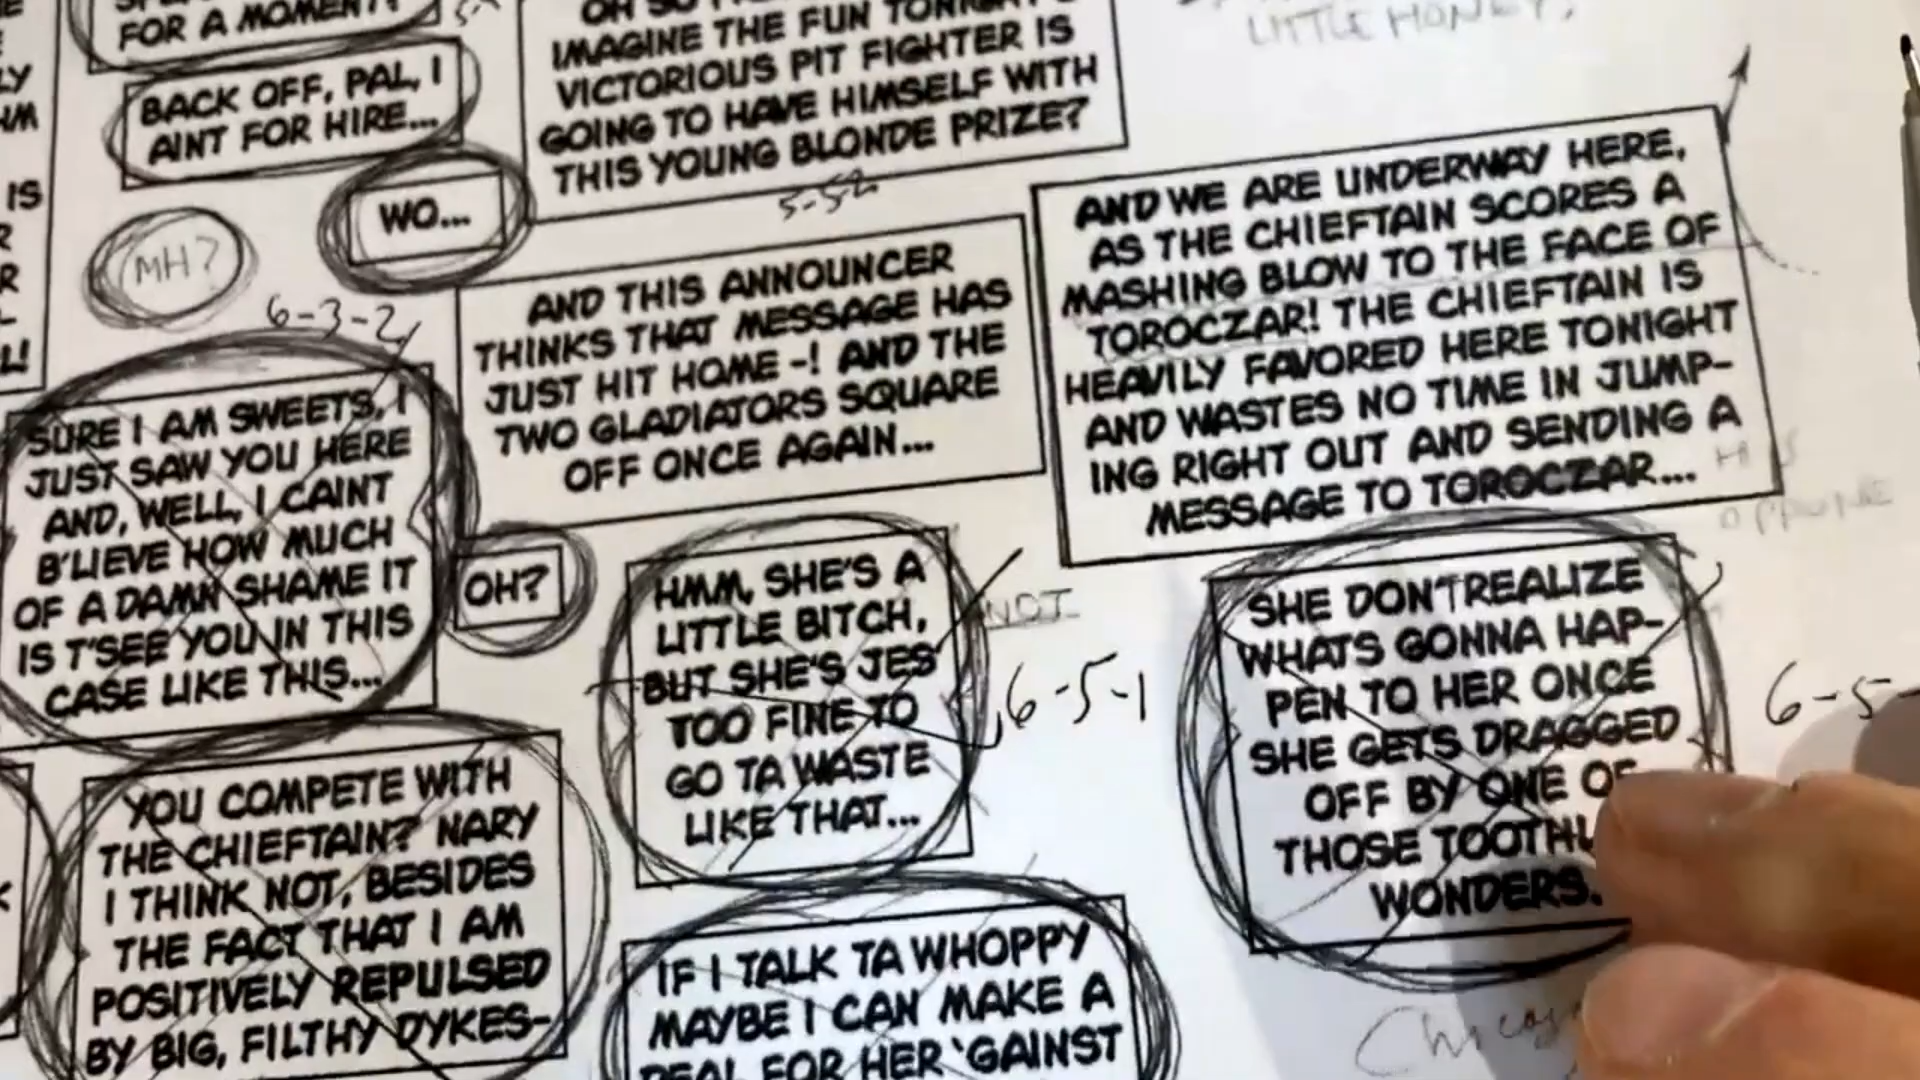 FOR A MOMENT?
BACK OFF, PAL, I
AINT FOR HIRE...
WO...
MH?
6-3-2
IMAGINE THE FUN
VICTORIOUS PIT FIGHTER IS
GOING TO HAVE HIMSELF WITH
THIS YOUNG BLONDE PRIZE?
5-52
LITTLE HONEY,
AND THIS ANNOUNCER
THINKS THAT MESSAGE HAS
JUST HIT HOME -! AND THE
TWO GLADIATORS SQUARE
OFF ONCE AGAIN...
AND WE ARE UNDERWAY HERE,
AS THE CHIEFTAIN SCORES A
MASHING BLOW TO THE FACE OF
TOROCZAR! THE CHIEFTAIN IS
HEAVILY FAVORED HERE TONIGHT
AND WASTES NO TIME IN JUMP-
ING RIGHT OUT AND SENDING A
MESSAGE TO TOROCZAR...
HIS
SURE I AM SWEETS, I
JUST SAW YOU HERE
AND, WELL, I CAINT
B'LIEVE HOW MUCH
OF A DAMN SHAME IT
IS T'SEE YOU IN THIS
CASE LIKE THIS...
OH?
HMM, SHE'S A
LITTLE BITCH,
BUT SHE'S JES'
TOO FINE TO
GO TA WASTE
LIKE THAT...
NOT
6-5-1
SHE DON'T REALIZE
WHATS GONNA HAP-
PEN TO HER ONCE
SHE GETS DRAGGED
OFF BY ONE OF
THOSE
WONDERS.
6-5
YOU COMPETE WITH
THE CHIEFTAIN? NARY
I THINK NOT, BESIDES
THE FACT THAT I AM
POSITIVELY REPULSED
BY BIG, FILTHY DYKES-
IF I TALK TA WHOPPY
MAYBE I CAN MAKE A
DEAL FOR HER 'GAINST
IS
L!